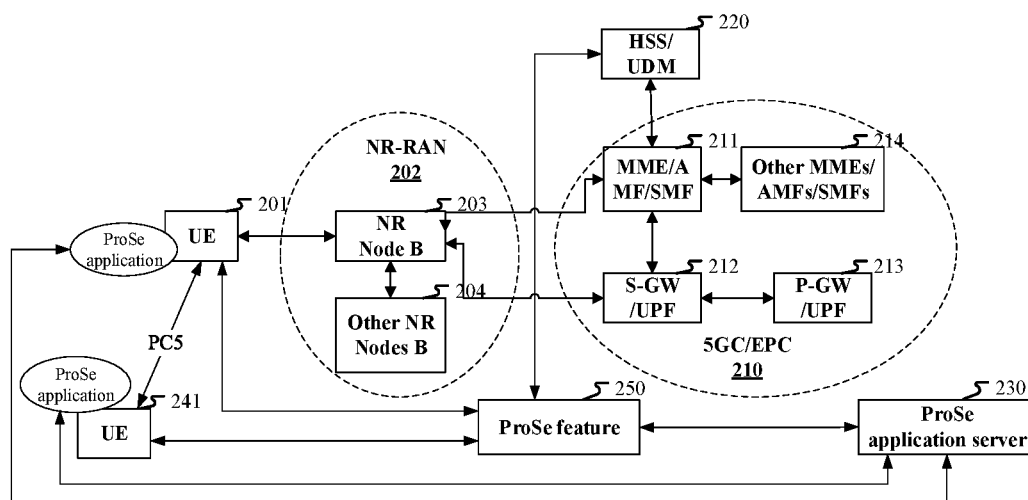 220
HSS/
UDM
NR-RAN
202
211
MME/A
MF/SMF
214
Other MMEs/
AMFs/SMFs
201
UE
ProSe
application
203
NR
Node B
204
Other NR
Nodes B
212
S-GW
/UPF
213
P-GW
/UPF
5GC/EPC
210
PC5
ProSe
application
241
UE
250
ProSe feature
230
ProSe
application server